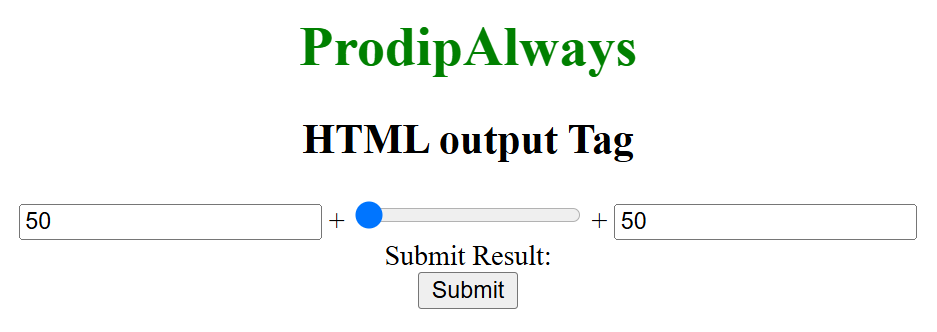 ProdipAlways
HTML output Tag
50 + + 50
Submit Result:
Submit